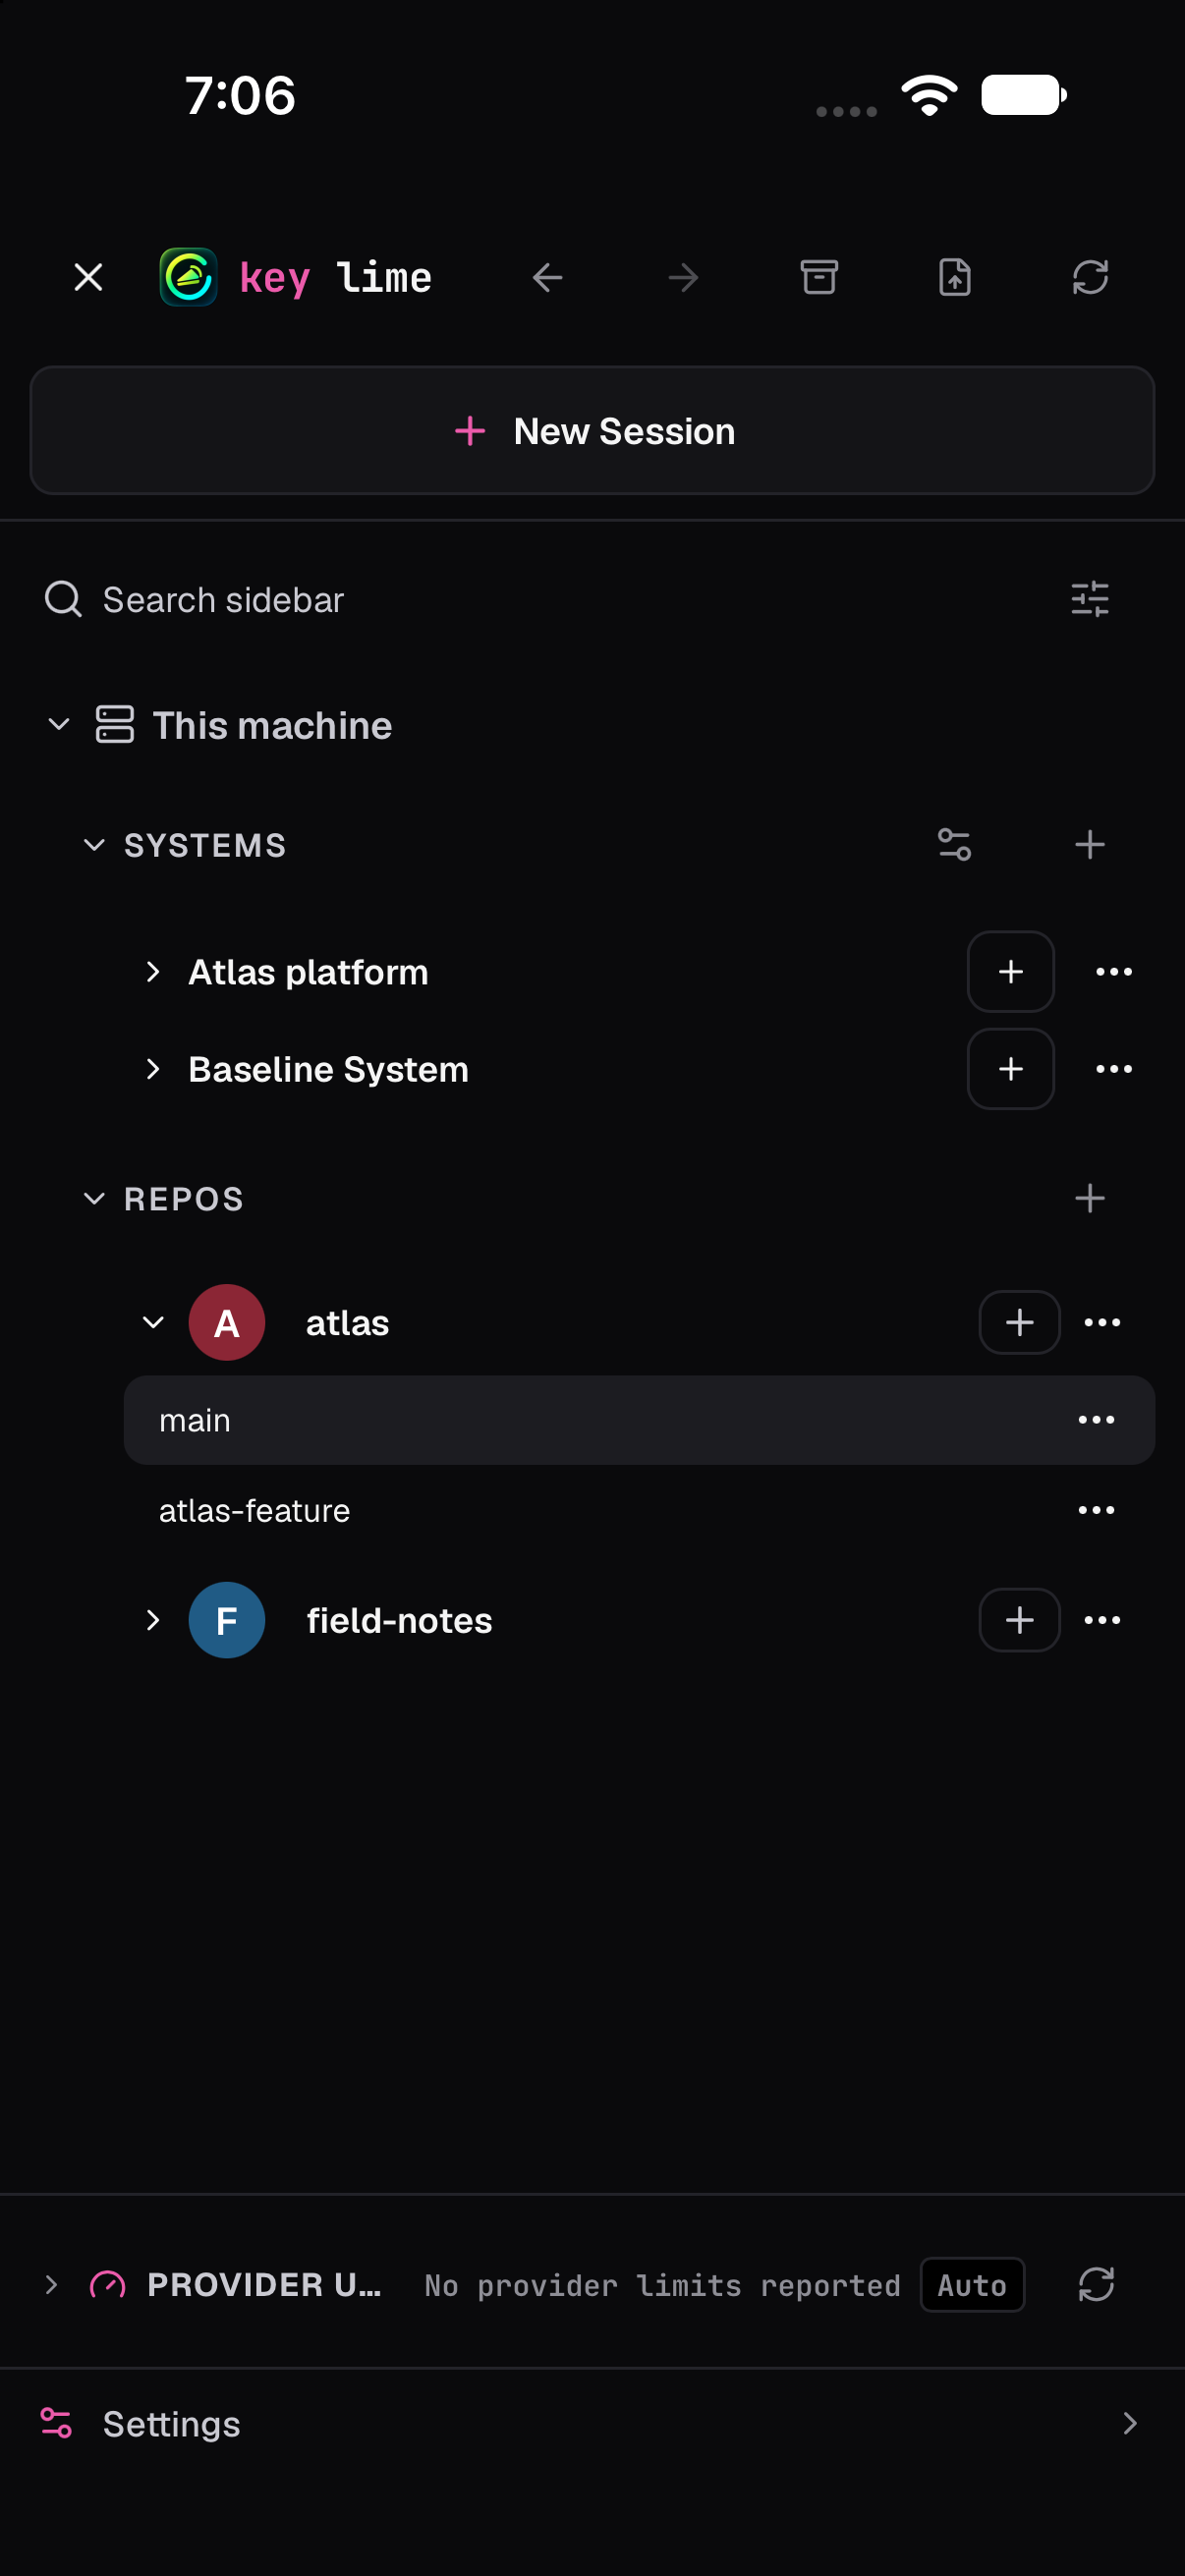 7:06
key lime
New Session
Search sidebar
This machine
SYSTEMS
Atlas platform
Baseline System
REPOS
A atlas
main
atlas-feature
F field-notes
PROVIDER U... No provider limits reported Auto
Settings